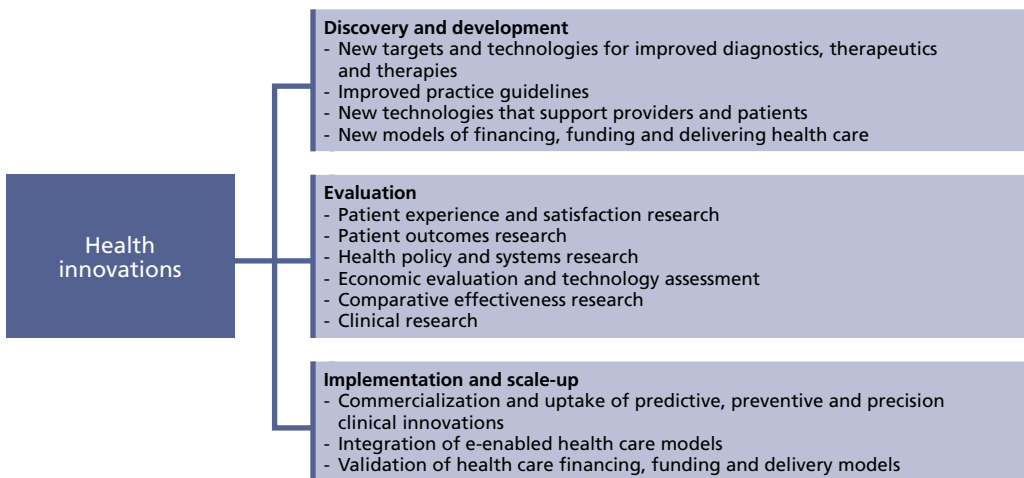 Health
innovations
Discovery and development
- New targets and technologies for improved diagnostics, therapeutics
and therapies
- Improved practice guidelines
- New technologies that support providers and patients
- New models of financing, funding and delivering health care
Evaluation
- Patient experience and satisfaction research
- Patient outcomes research
- Health policy and systems research
- Economic evaluation and technology assessment
- Comparative effectiveness research
- Clinical research
Implementation and scale-up
- Commercialization and uptake of predictive, preventive and precision
clinical innovations
- Integration of e-enabled health care models
- Validation of health care financing, funding and delivery models